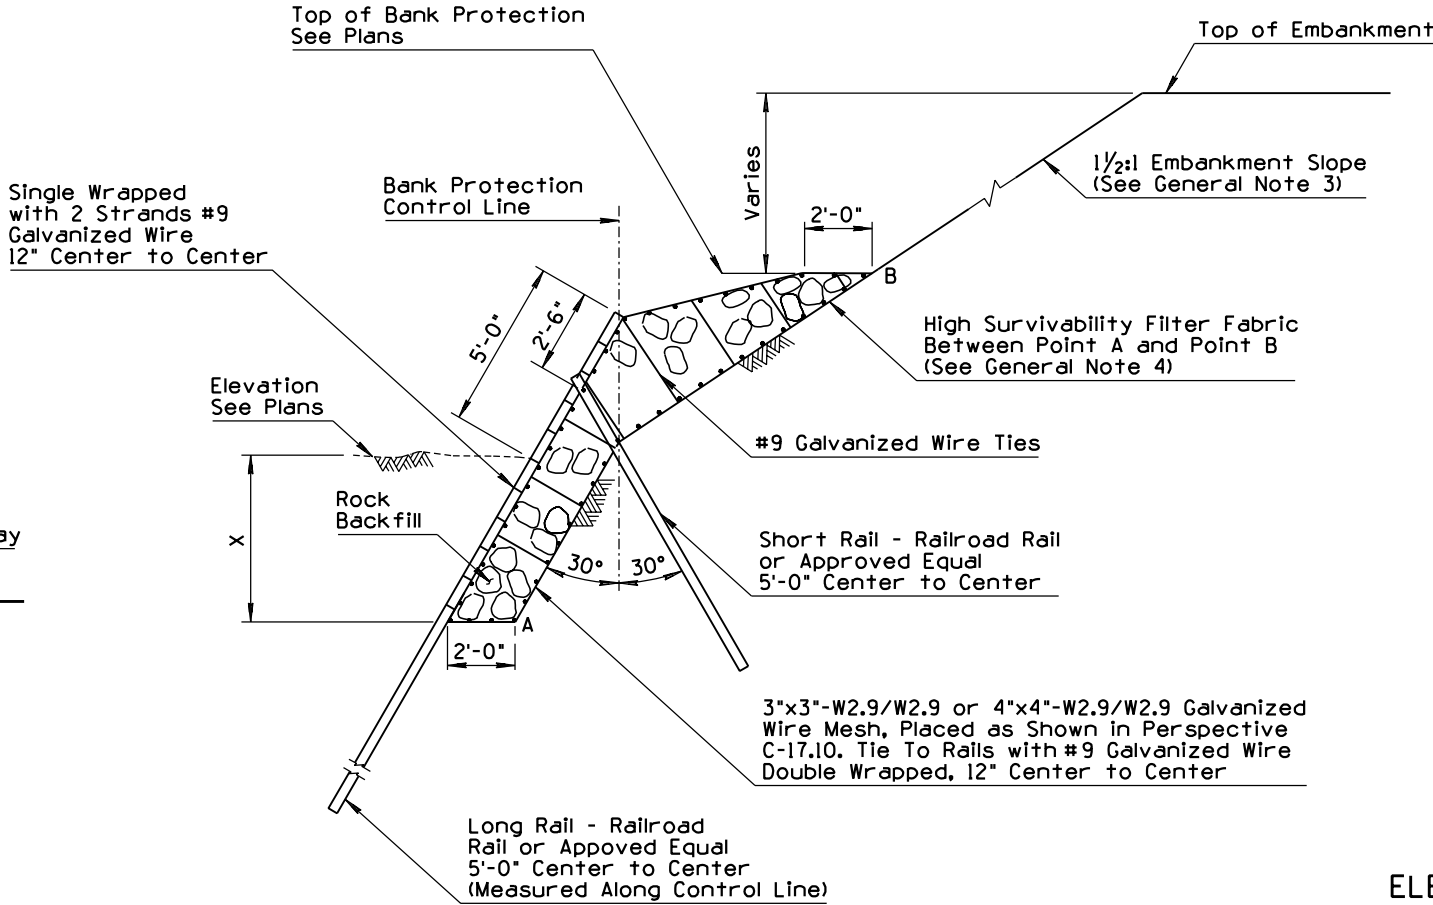 Top of Bank Protection
See Plans
Top of Embankment
1½:1 Embankment Slope
(See General Note 3)
Varies
Single Wrapped
with 2 Strands #9
Galvanized Wire
12" Center to Center
Bank Protection
Control Line
2'-0"
B
5'-0"
2'-6"
High Survivability Filter Fabric
Between Point A and Point B
(See General Note 4)
Elevation
See Plans
#9 Galvanized Wire Ties
Rock
Backfill
X
ay
30°
30°
Short Rail - Railroad Rail
or Approved Equal
5'-0" Center to Center
A
2'-0"
3"x3"-W2.9/W2.9 or 4"x4"-W2.9/W2.9 Galvanized
Wire Mesh, Placed as Shown in Perspective
C-17.10. Tie To Rails with #9 Galvanized Wire
Double Wrapped, 12" Center to Center
Long Rail - Railroad
Rail or Appoved Equal
5'-0" Center to Center
(Measured Along Control Line)
ELE